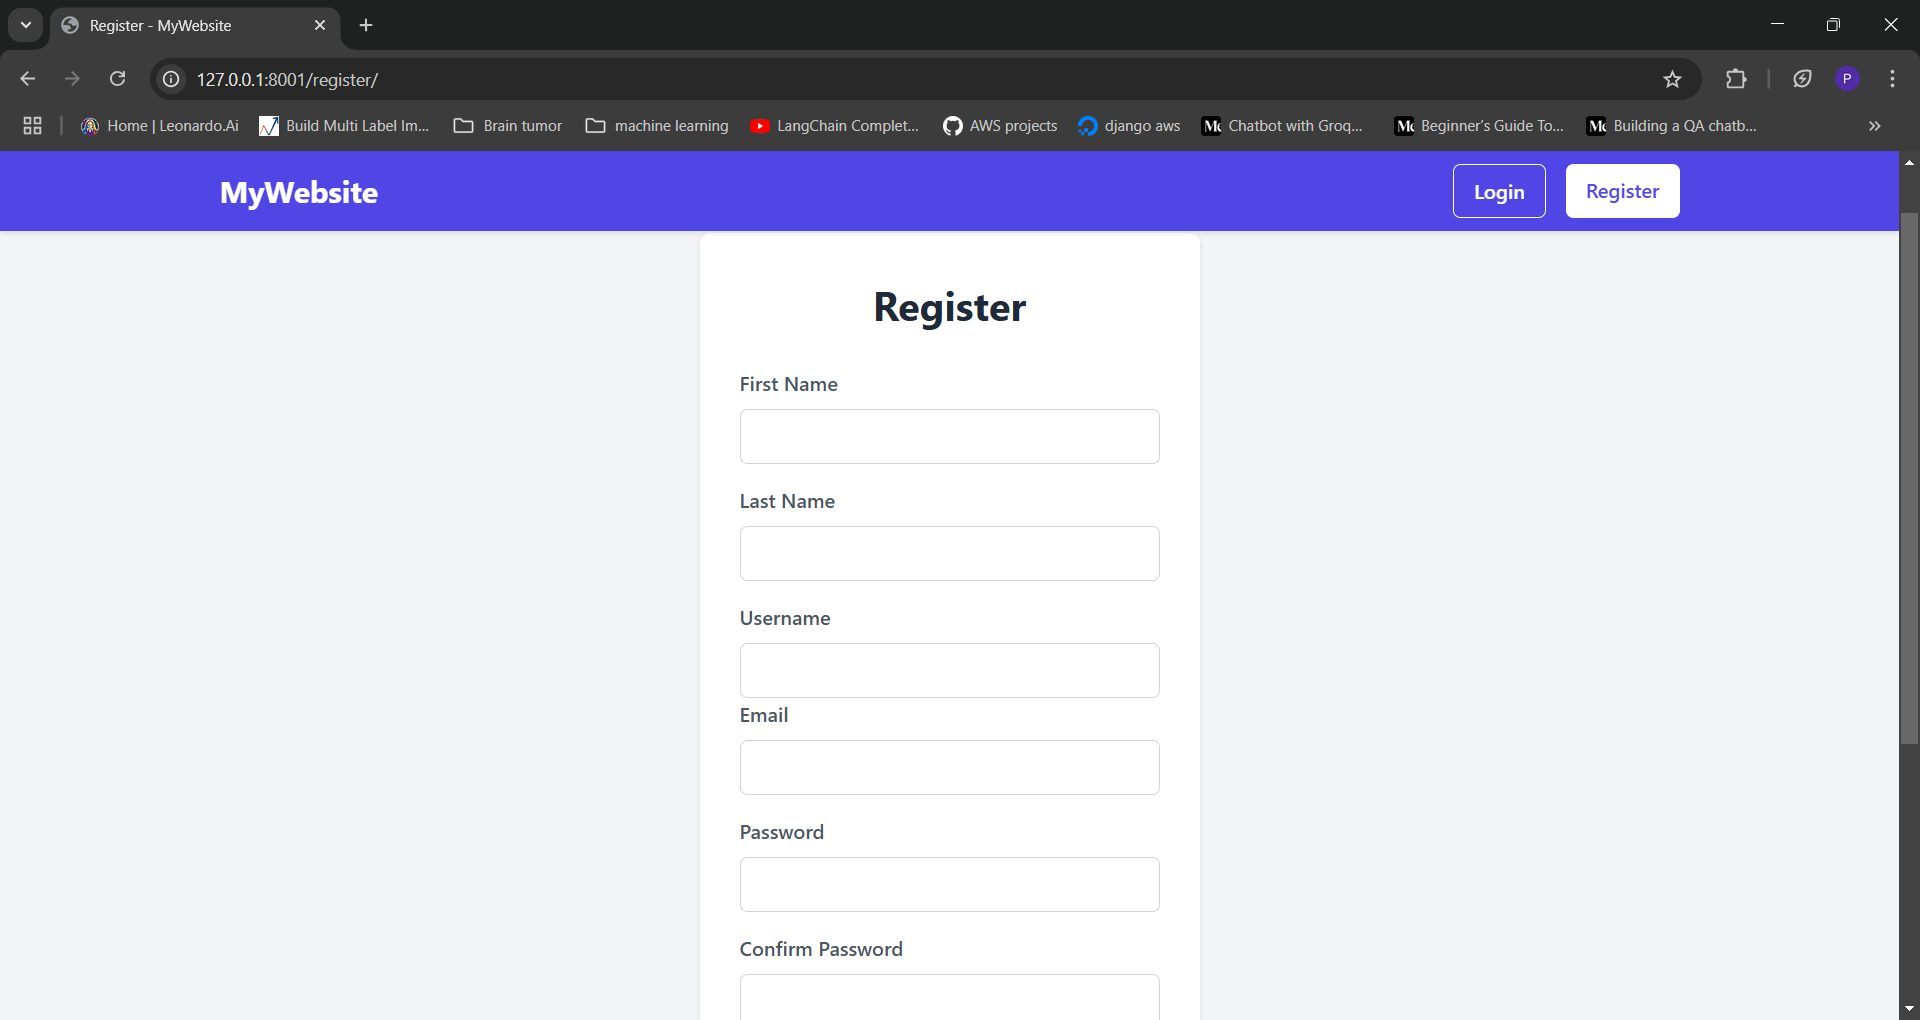 Register - MyWebsite
127.0.0.1:8001/register/
P
Home | Leonardo.Ai
Build Multi Label Im...
Brain tumor
machine learning
LangChain Complet...
AWS projects
django aws
Chatbot with Groq...
Beginner's Guide To...
Building a QA chatb...
MyWebsite
Login
Register
Register
First Name
Last Name
Username
Email
Password
Confirm Password